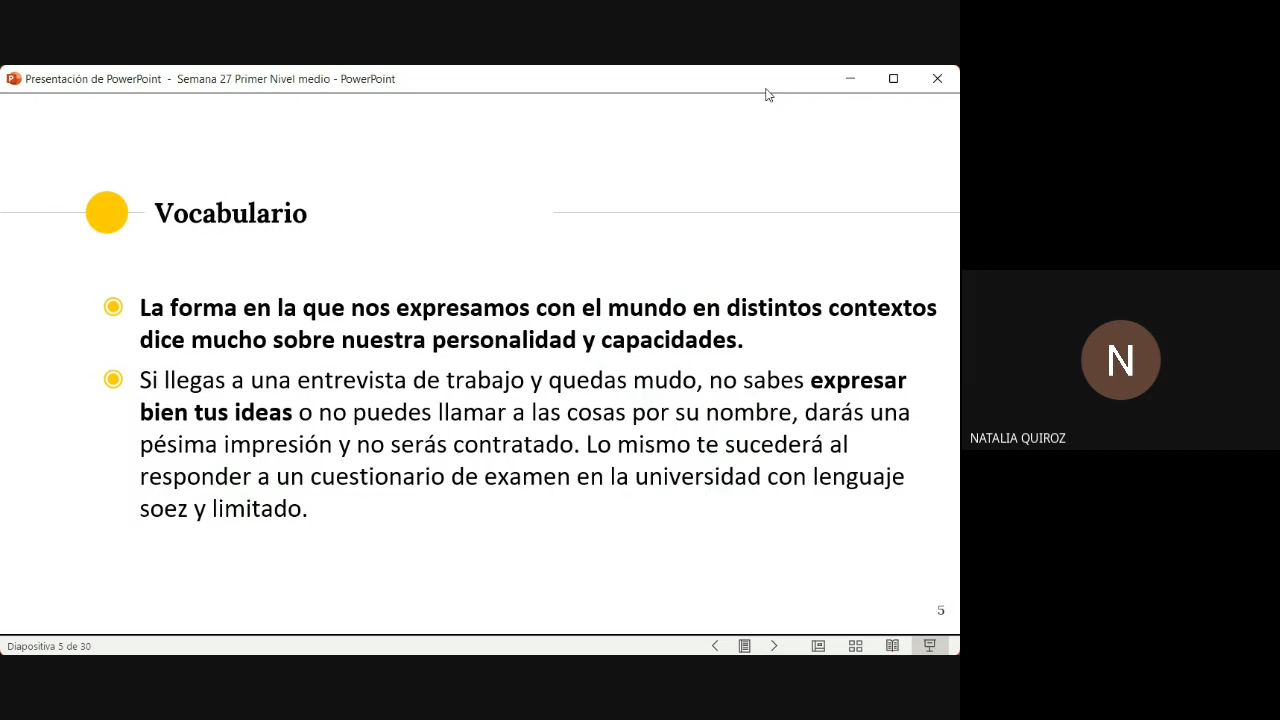 Presentación de PowerPoint - Semana 27 Primer Nivel medio - PowerPoint
Vocabulario
La forma en la que nos expresamos con el mundo en distintos contextos
dice mucho sobre nuestra personalidad y capacidades.
Si llegas a una entrevista de trabajo y quedas mudo, no sabes expresar
bien tus ideas o no puedes llamar a las cosas por su nombre, darás una
pésima impresión y no serás contratado. Lo mismo te sucederá al
responder a un cuestionario de examen en la universidad con lenguaje
soez y limitado.
5
Diapositiva 5 de 30
N
NATALIA QUIROZ